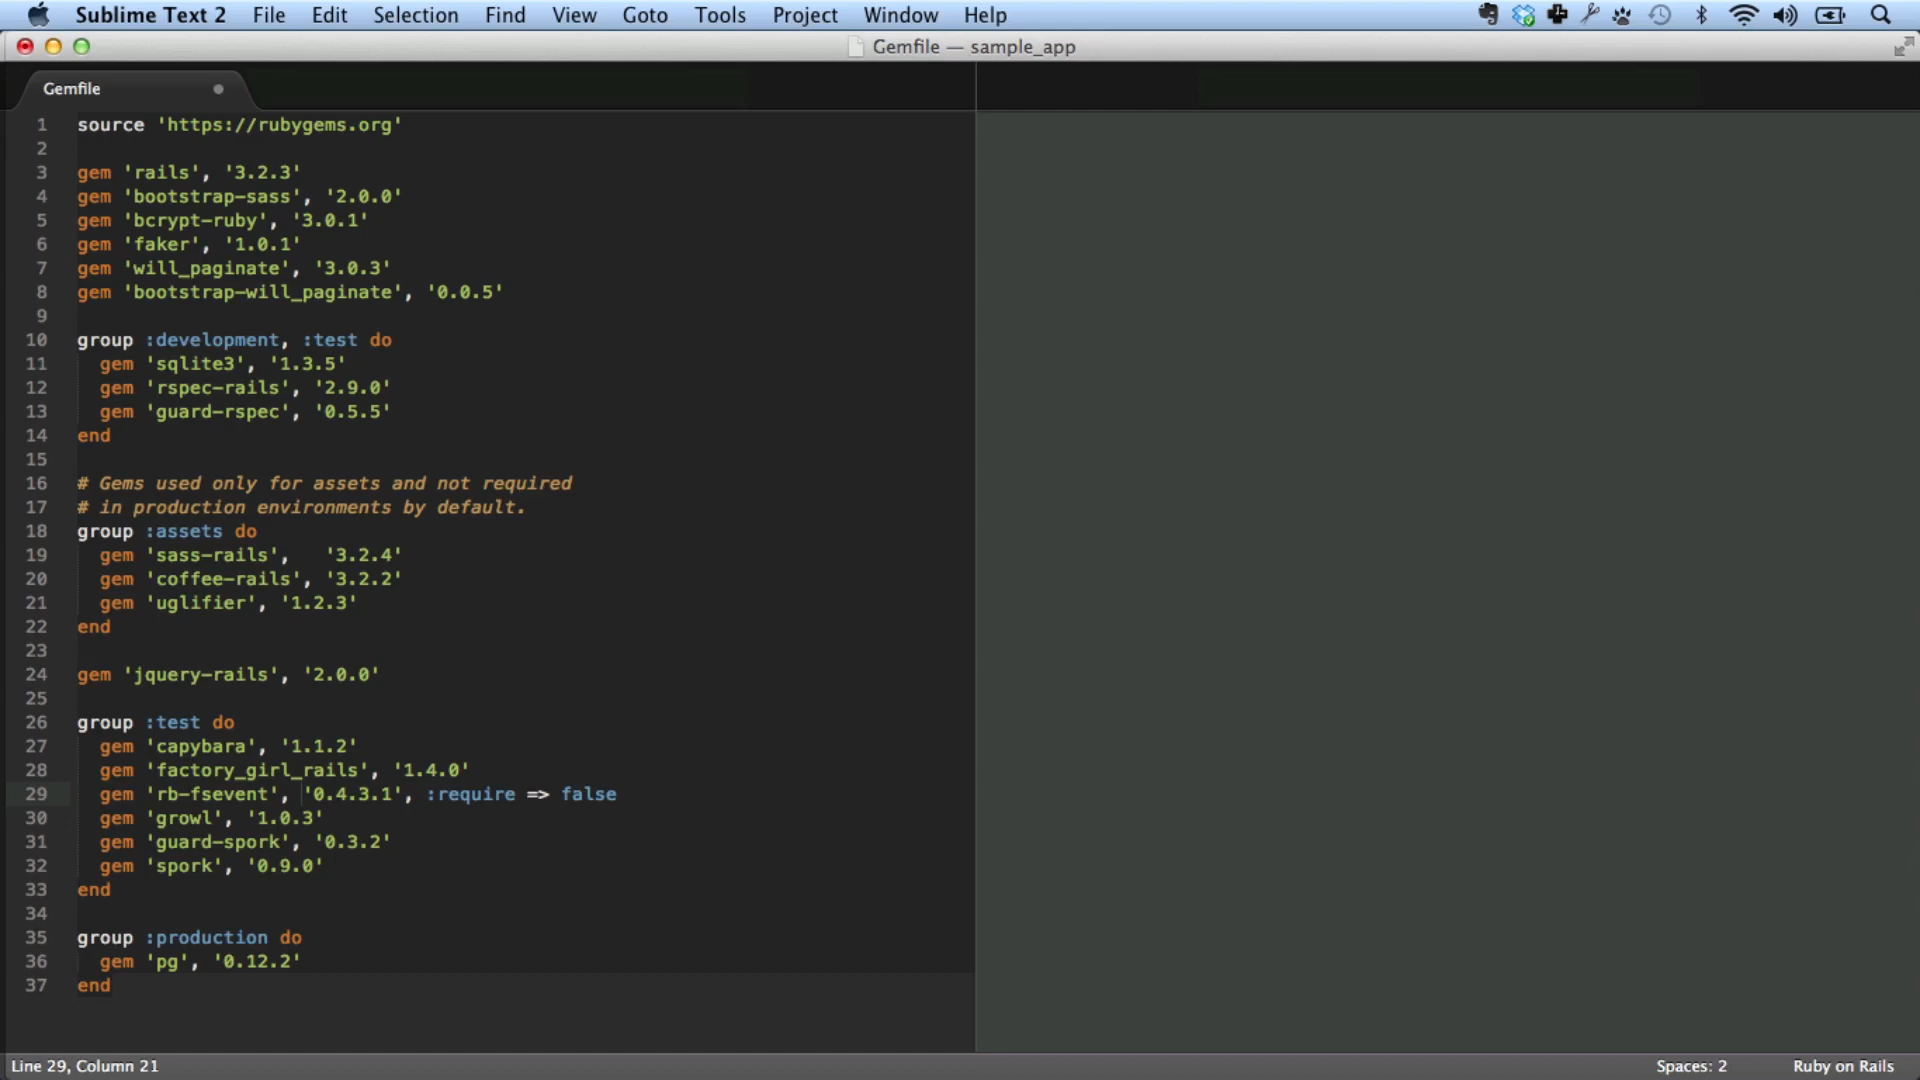 Sublime Text 2 File Edit Selection Find View Goto Tools Project Window Help
Gemfile — sample_app
Gemfile
1 source 'https://rubygems.org'
2
3 gem 'rails', '3.2.3'
4 gem 'bootstrap-sass', '2.0.0'
5 gem 'bcrypt-ruby', '3.0.1'
6 gem 'faker', '1.0.1'
7 gem 'will_paginate', '3.0.3'
8 gem 'bootstrap-will_paginate', '0.0.5'
9
10 group :development, :test do
11   gem 'sqlite3', '1.3.5'
12   gem 'rspec-rails', '2.9.0'
13   gem 'guard-rspec', '0.5.5'
14 end
15
16 # Gems used only for assets and not required
17 # in production environments by default.
18 group :assets do
19   gem 'sass-rails',   '3.2.4'
20   gem 'coffee-rails', '3.2.2'
21   gem 'uglifier', '1.2.3'
22 end
23
24 gem 'jquery-rails', '2.0.0'
25
26 group :test do
27   gem 'capybara', '1.1.2'
28   gem 'factory_girl_rails', '1.4.0'
29   gem 'rb-fsevent', '0.4.3.1', :require => false
30   gem 'growl', '1.0.3'
31   gem 'guard-spork', '0.3.2'
32   gem 'spork', '0.9.0'
33 end
34
35 group :production do
36   gem 'pg', '0.12.2'
37 end
Line 29, Column 21 Spaces: 2 Ruby on Rails